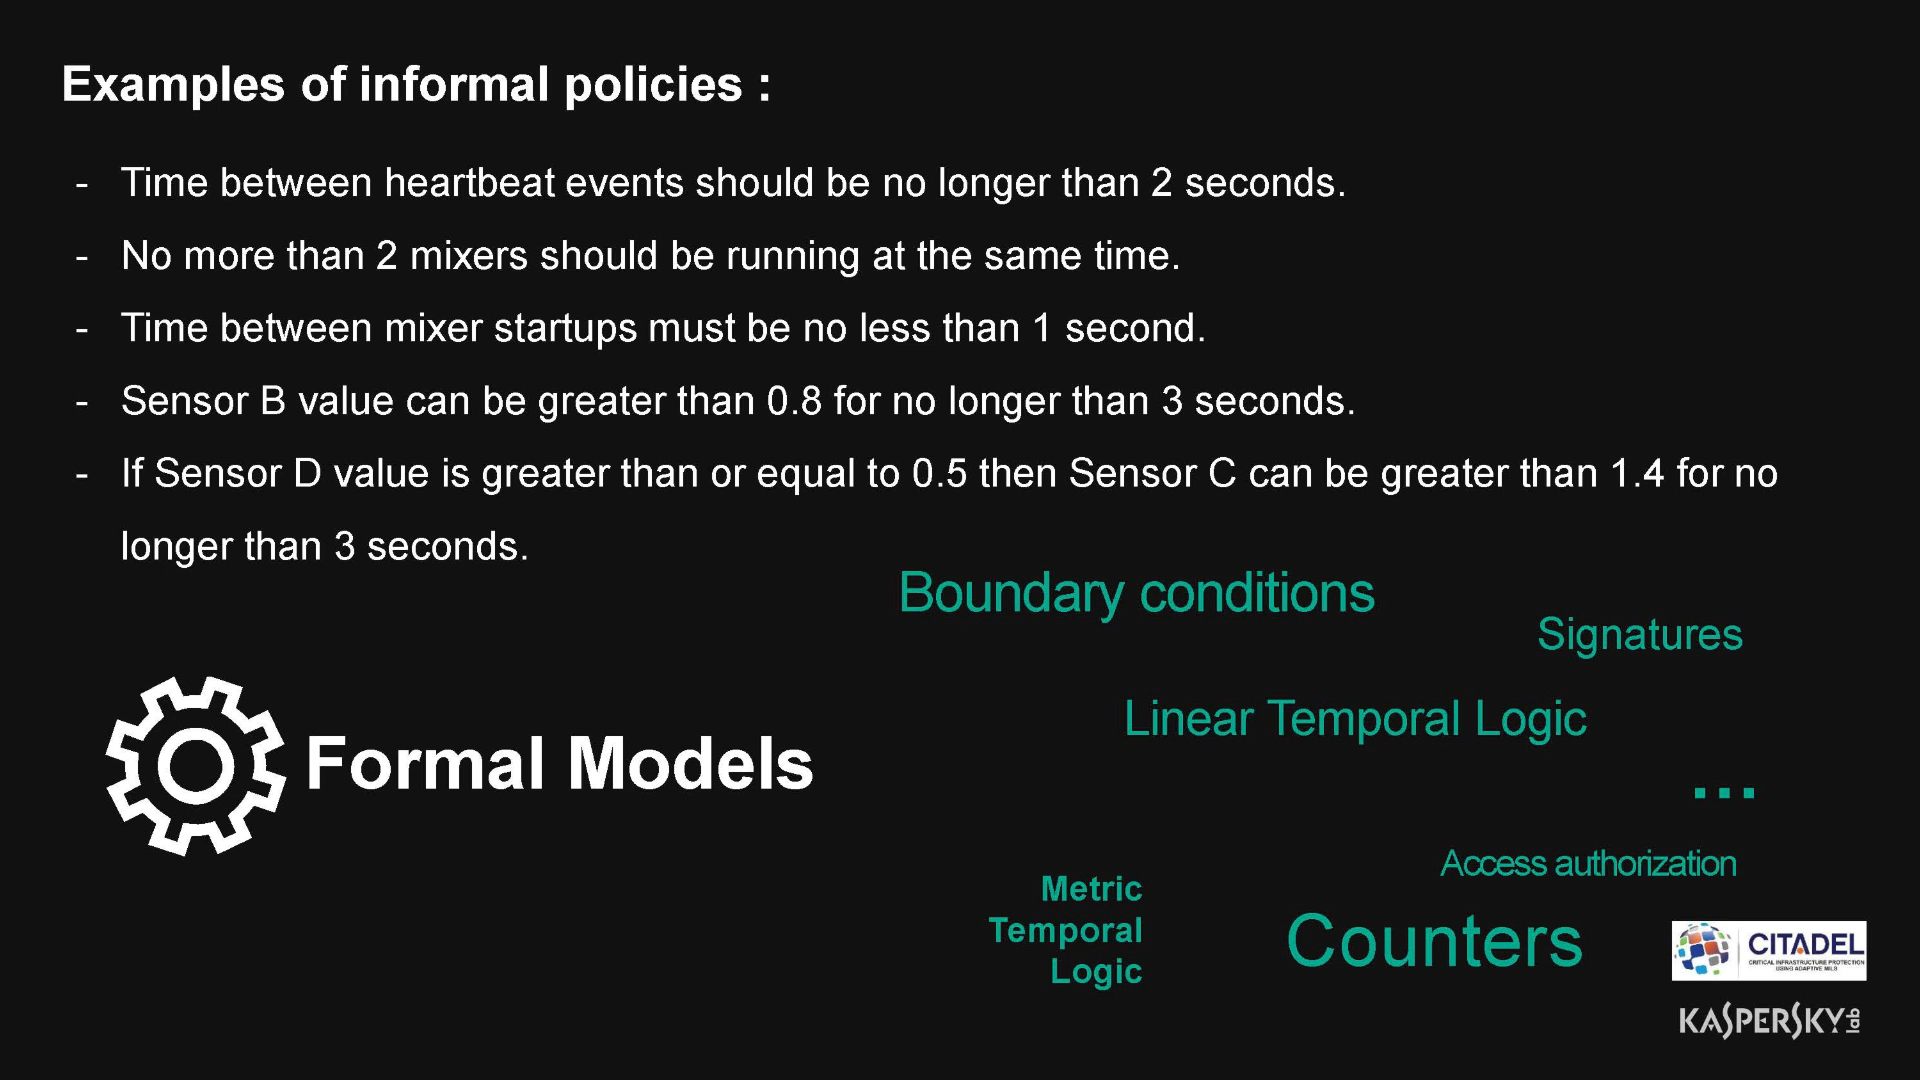 Examples of informal policies :
- Time between heartbeat events should be no longer than 2 seconds.
- No more than 2 mixers should be running at the same time.
- Time between mixer startups must be no less than 1 second.
- Sensor B value can be greater than 0.8 for no longer than 3 seconds.
- If Sensor D value is greater than or equal to 0.5 then Sensor C can be greater than 1.4 for no
longer than 3 seconds.
Boundary conditions
Signatures
Linear Temporal Logic
Formal Models
...
Access authorization
Metric
Temporal
Logic
Counters
CITADEL
CRITICAL INFRASTRUCTURE PROTECTION
USING ADAPTIVE MILS
KASPERSKY lab